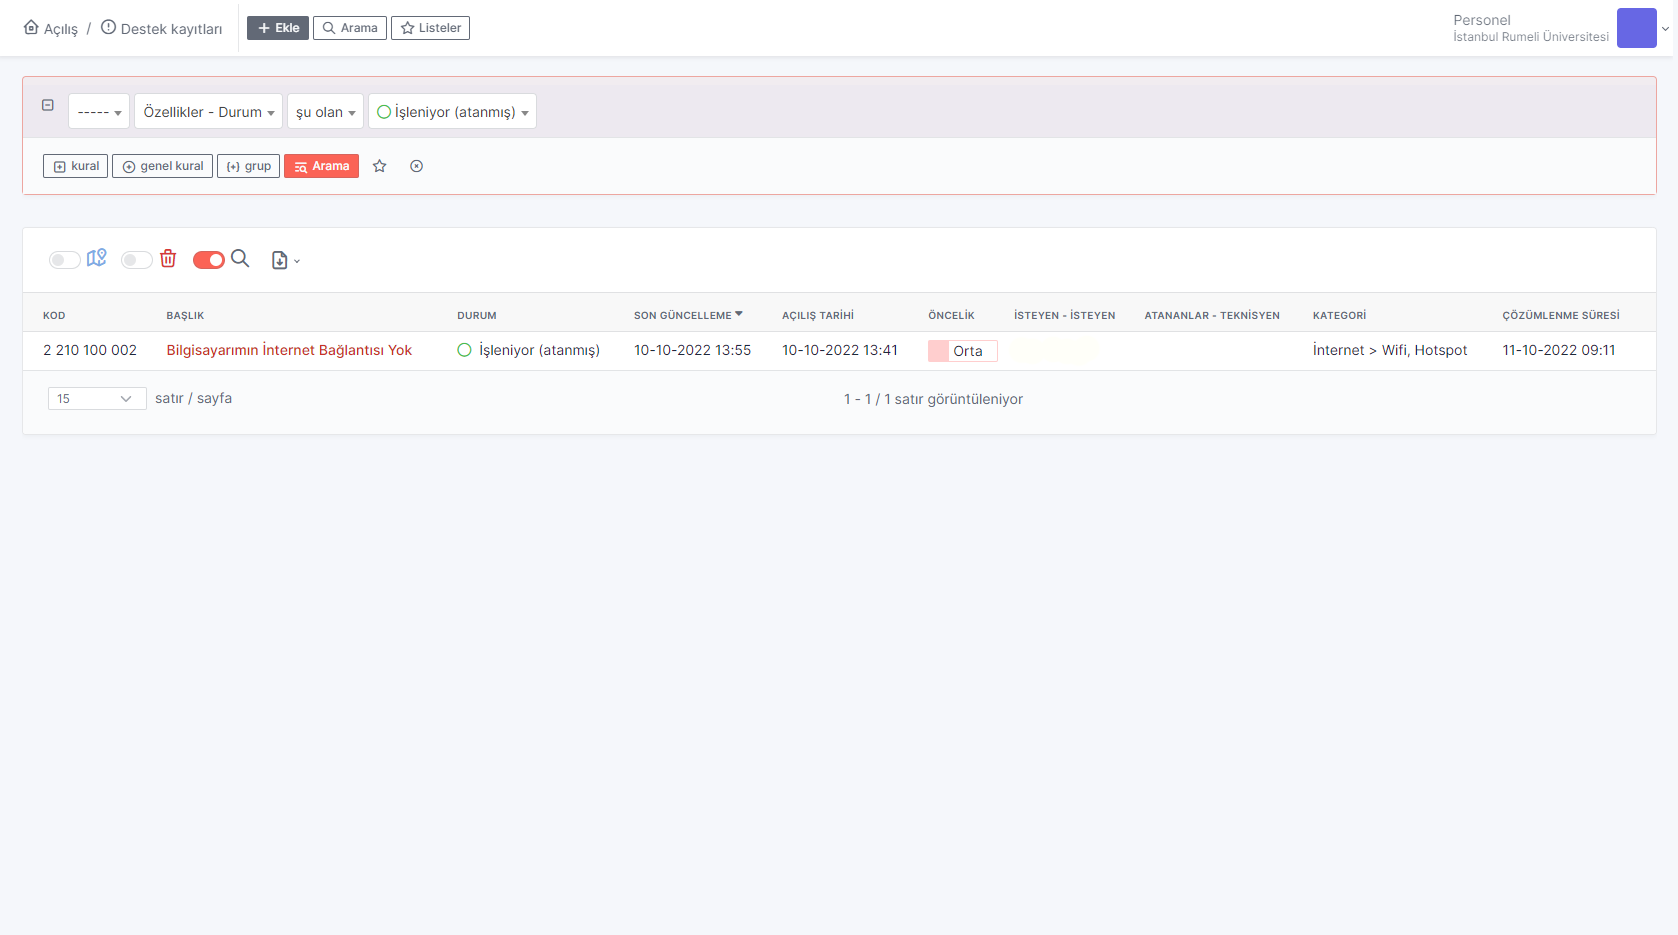 Açılış / Destek kayıtları Ekle Arama Listeler
Personel
İstanbul Rumeli Üniversitesi
----- Özellikler - Durum şu olan İşleniyor (atanmış)
kural genel kural grup Arama
KOD BAŞLIK DURUM SON GÜNCELLEME AÇILIŞ TARİHİ ÖNCELİK İSTEYEN - İSTEYEN ATANANLAR - TEKNİSYEN KATEGORİ ÇÖZÜMLENME SÜRESİ
2 210 100 002 Bilgisayarımın İnternet Bağlantısı Yok İşleniyor (atanmış) 10-10-2022 13:55 10-10-2022 13:41 Orta İnternet > Wifi, Hotspot 11-10-2022 09:11
15 satır / sayfa 1 - 1 / 1 satır görüntüleniyor